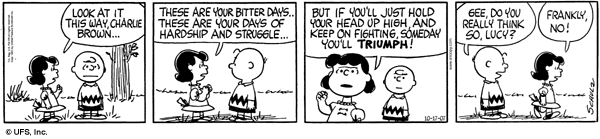 LOOK AT IT
THIS WAY, CHARLIE
BROWN...
THESE ARE YOUR BITTER DAYS..
THESE ARE YOUR DAYS OF
HARDSHIP AND STRUGGLE...
BUT IF YOU'LL JUST HOLD
YOUR HEAD UP HIGH, AND
KEEP ON FIGHTING, SOMEDAY
YOU'LL TRIUMPH!
10-17-07
GEE, DO YOU
REALLY THINK
SO, LUCY?
FRANKLY,
NO!
SCHULZ
© UFS, Inc.